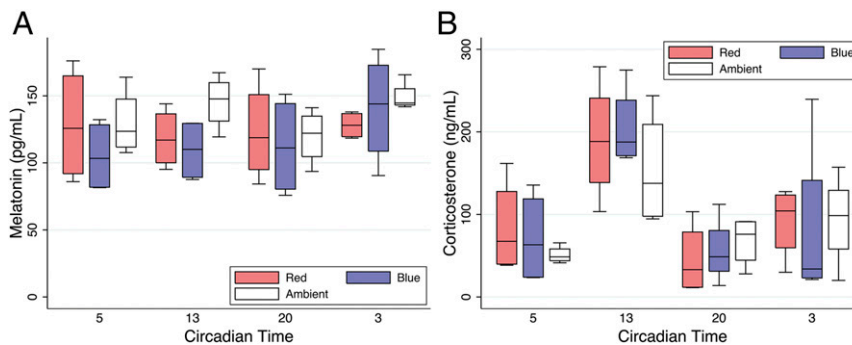 A
Melatonin (pg/mL)
150
100
50
0
Red
Blue
Ambient
5
13
20
3
Circadian Time
B
Corticosterone (ng/mL)
300
200
100
0
Red
Blue
Ambient
5
13
20
3
Circadian Time